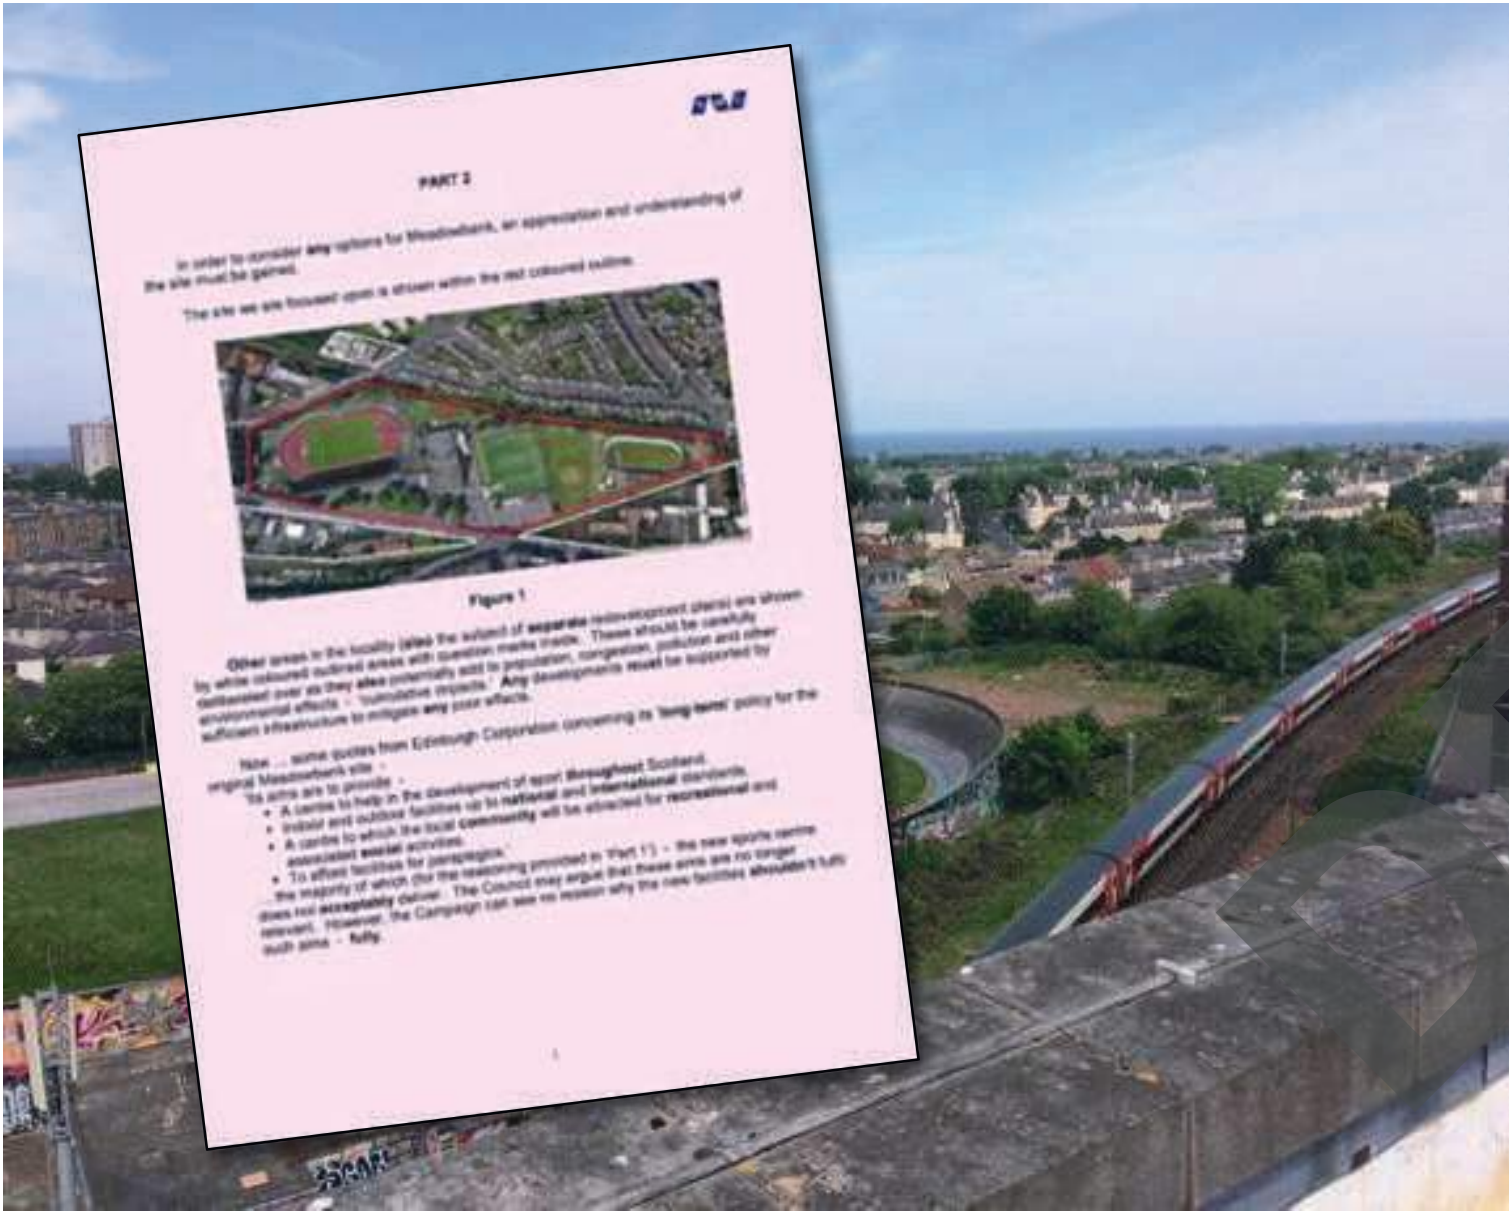 PART 2
In order to consider any options for Meadowbank, an appreciation and understanding of
the site must be gained.
The site we are focused upon is shown within the red coloured outline.
Figure 1
Other areas in the locality (also the subject of separate redevelopment plans) are shown
by white coloured outlined areas with question marks inside. These should be carefully
ruminated over as they also potentially add to population, congestion, pollution and other
environmental effects - 'cumulative impacts.' Any developments must be supported by
sufficient infrastructure to mitigate any poor effects.
Now ... some quotes from Edinburgh Corporation concerning its 'long-term' policy for the
original Meadowbank site -
'To aims are to provide -
• A centre to help in the development of sport throughout Scotland.
• Indoor and outdoor facilities up to national and international standards.
• A centre to which the local community will be attracted for recreational and
associated social activities.
• To afford facilities for paraplegics.'
... the majority of which (for the reasoning provided in 'Part 1') - the new sports centre
does not acceptably deliver. The Council may argue that these aims are no longer
relevant. However, the Campaign can see no reason why the new facilities shouldn't fulfil
such aims - fully.